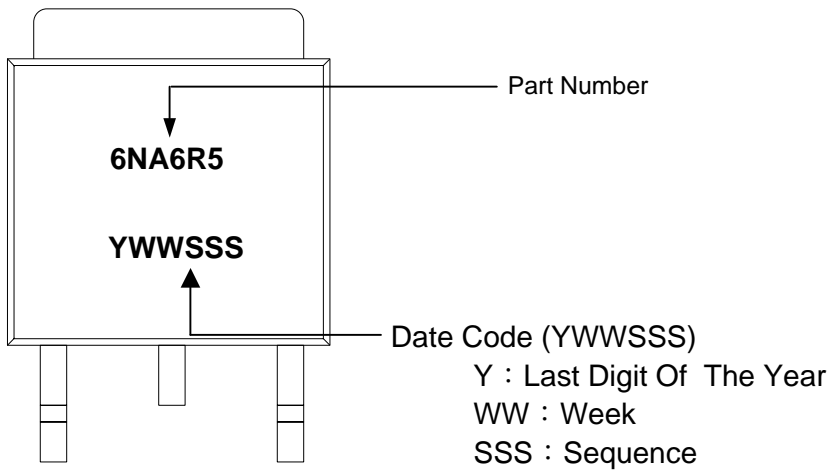 Part Number
6NA6R5
YWWSSS
Date Code (YWWSSS)
Y：Last Digit Of The Year
WW：Week
SSS：Sequence